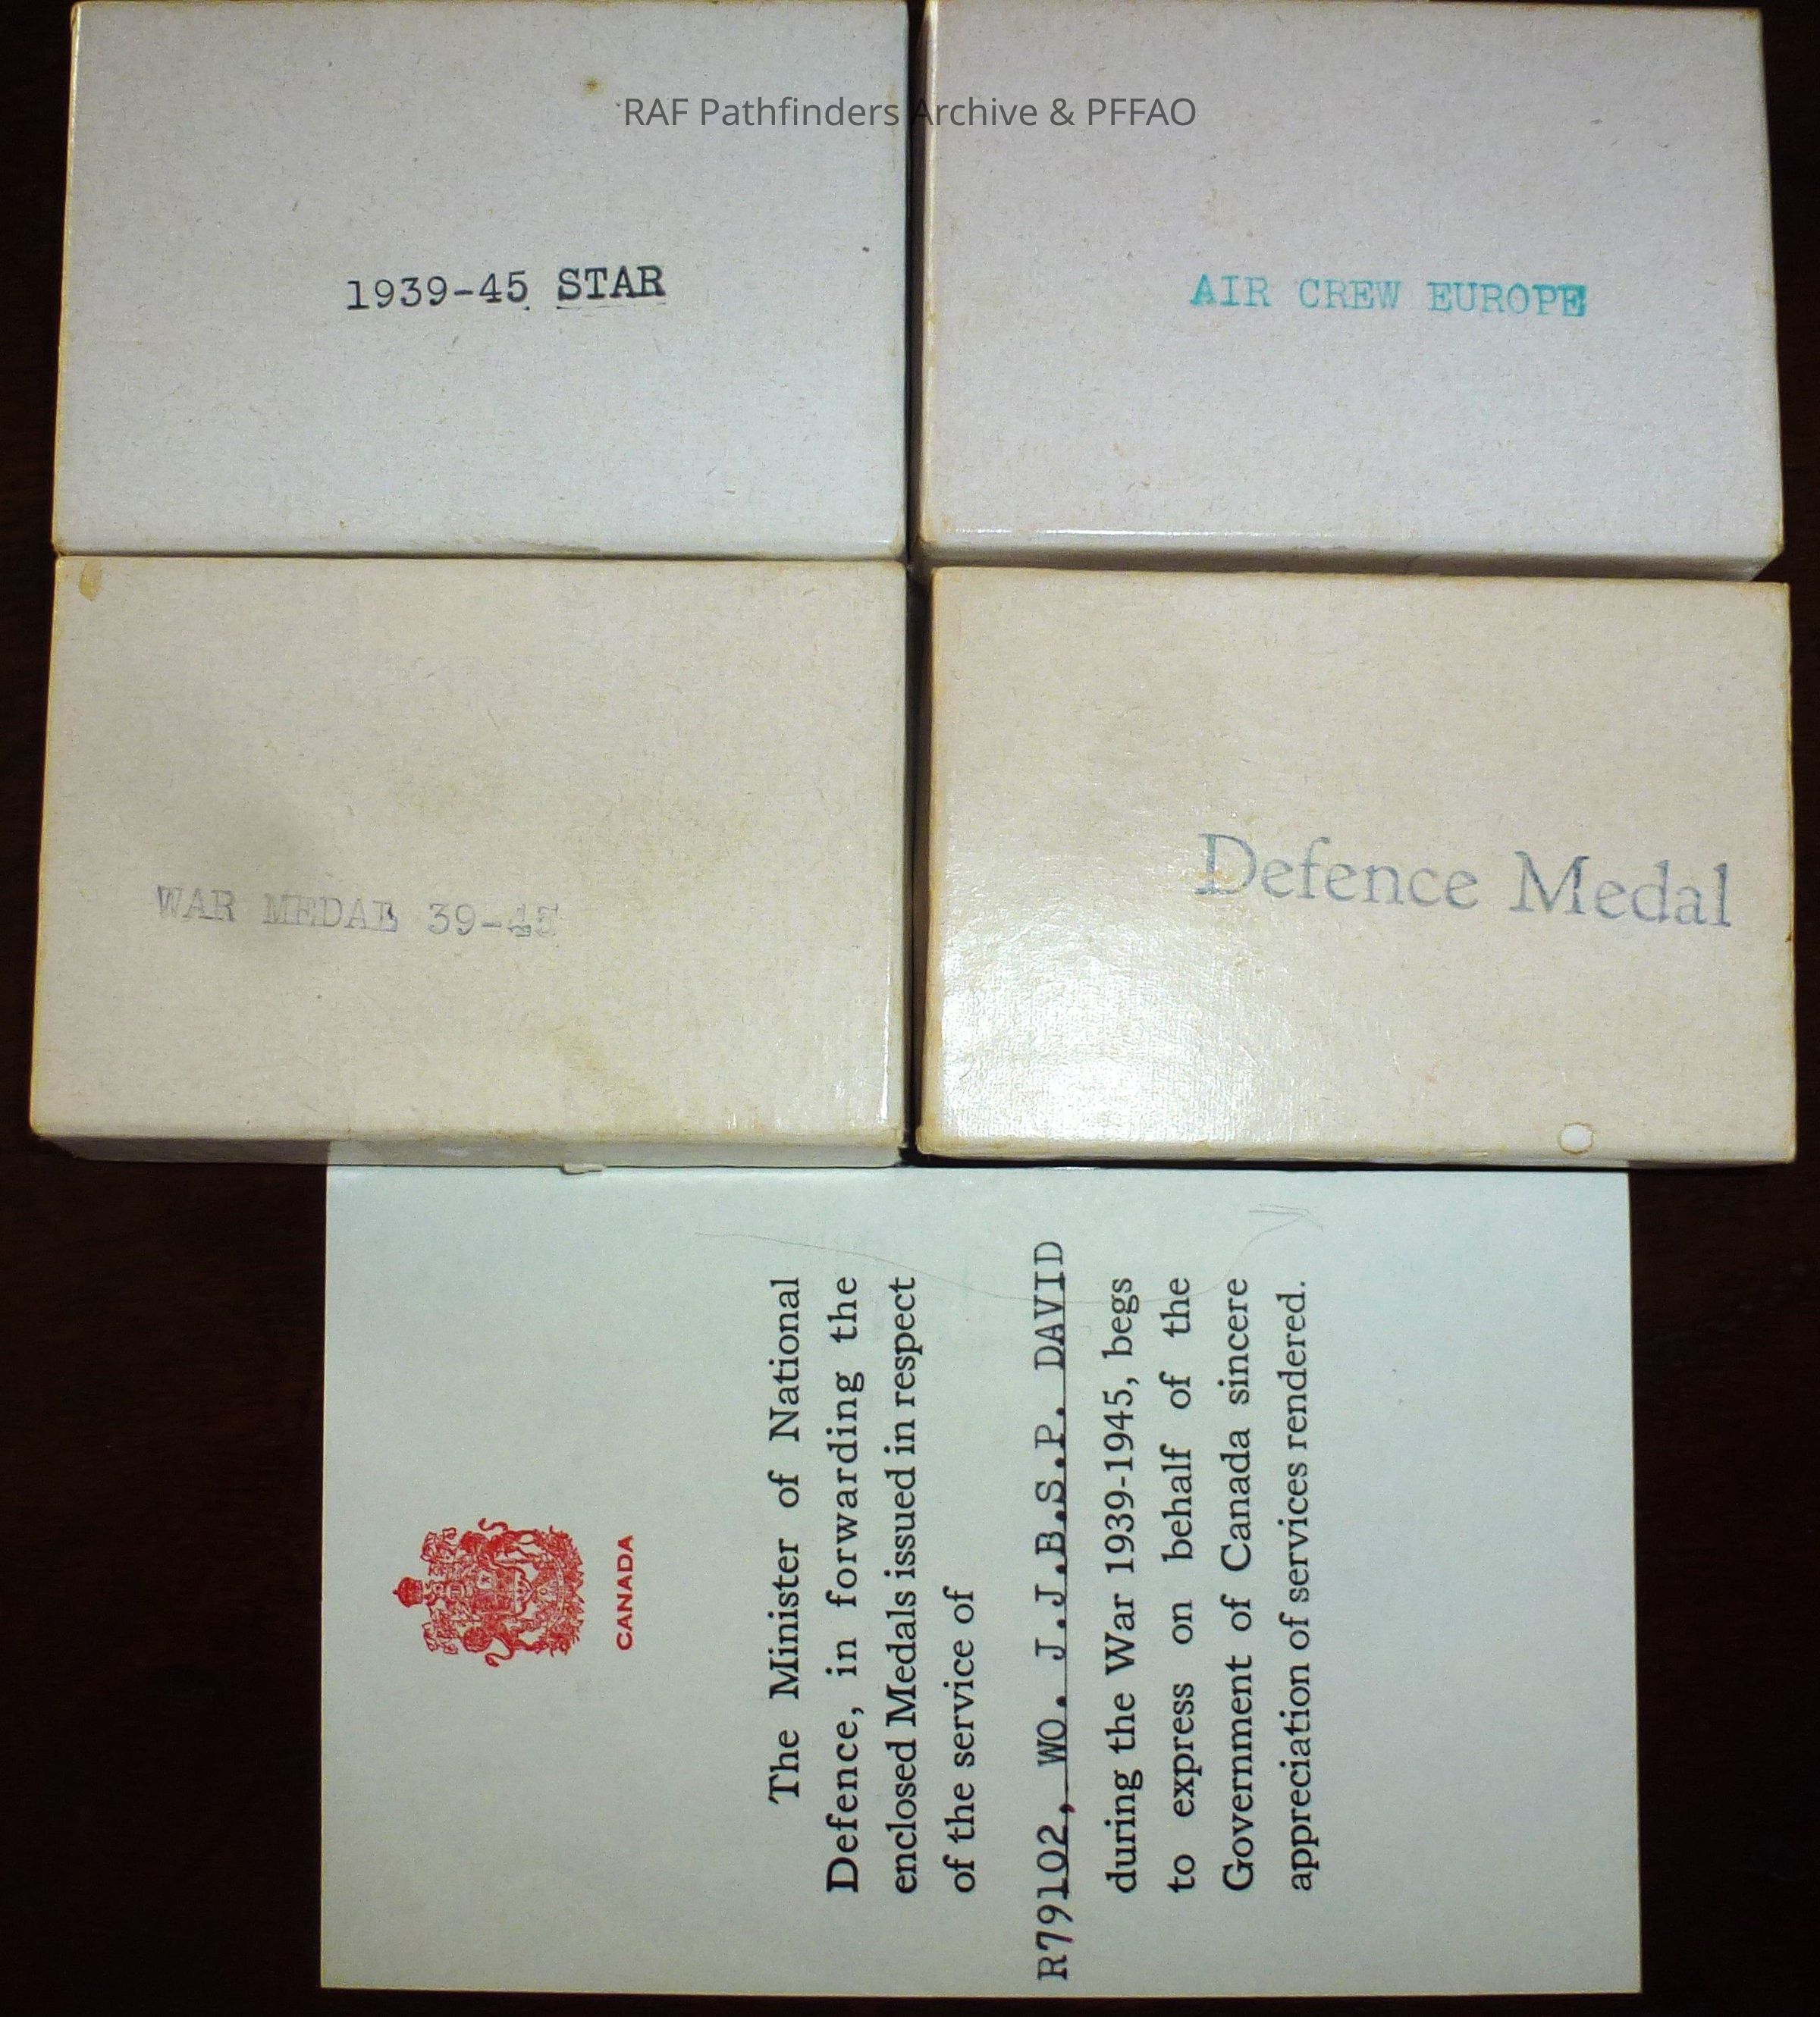 RAF Pathfinders Archive & PFFAO
1939-45 STAR
AIR CREW EUROPE
WAR MEDAL 39-45
Defence Medal
CANADA
The Minister of National
Defence, in forwarding the
enclosed Medals issued in respect
of the service of
R79102, WO. J.J.B.S.P. DAVID
during the War 1939-1945, begs
to express on behalf of the
Government of Canada sincere
appreciation of services rendered.